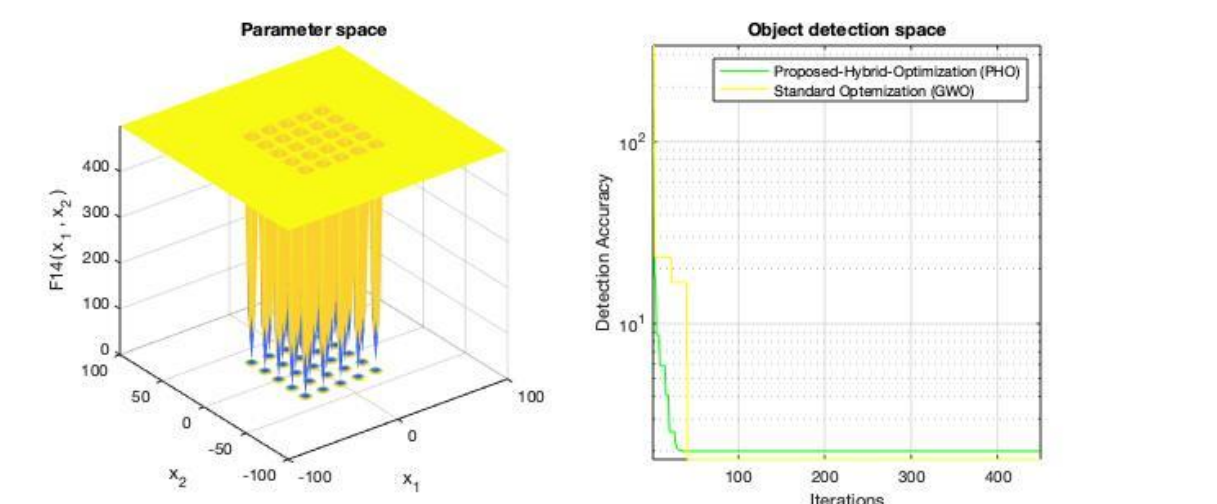 Parameter space
F14( x₁ , x₂ )
400
300
200
100
0
100
50
0
-50
-100
x₂
-100
0
100
x₁
Object detection space
Proposed-Hybrid-Optimization (PHO)
Standard Optemization (GWO)
Detection Accuracy
10²
10¹
100
200
300
400
Iterations